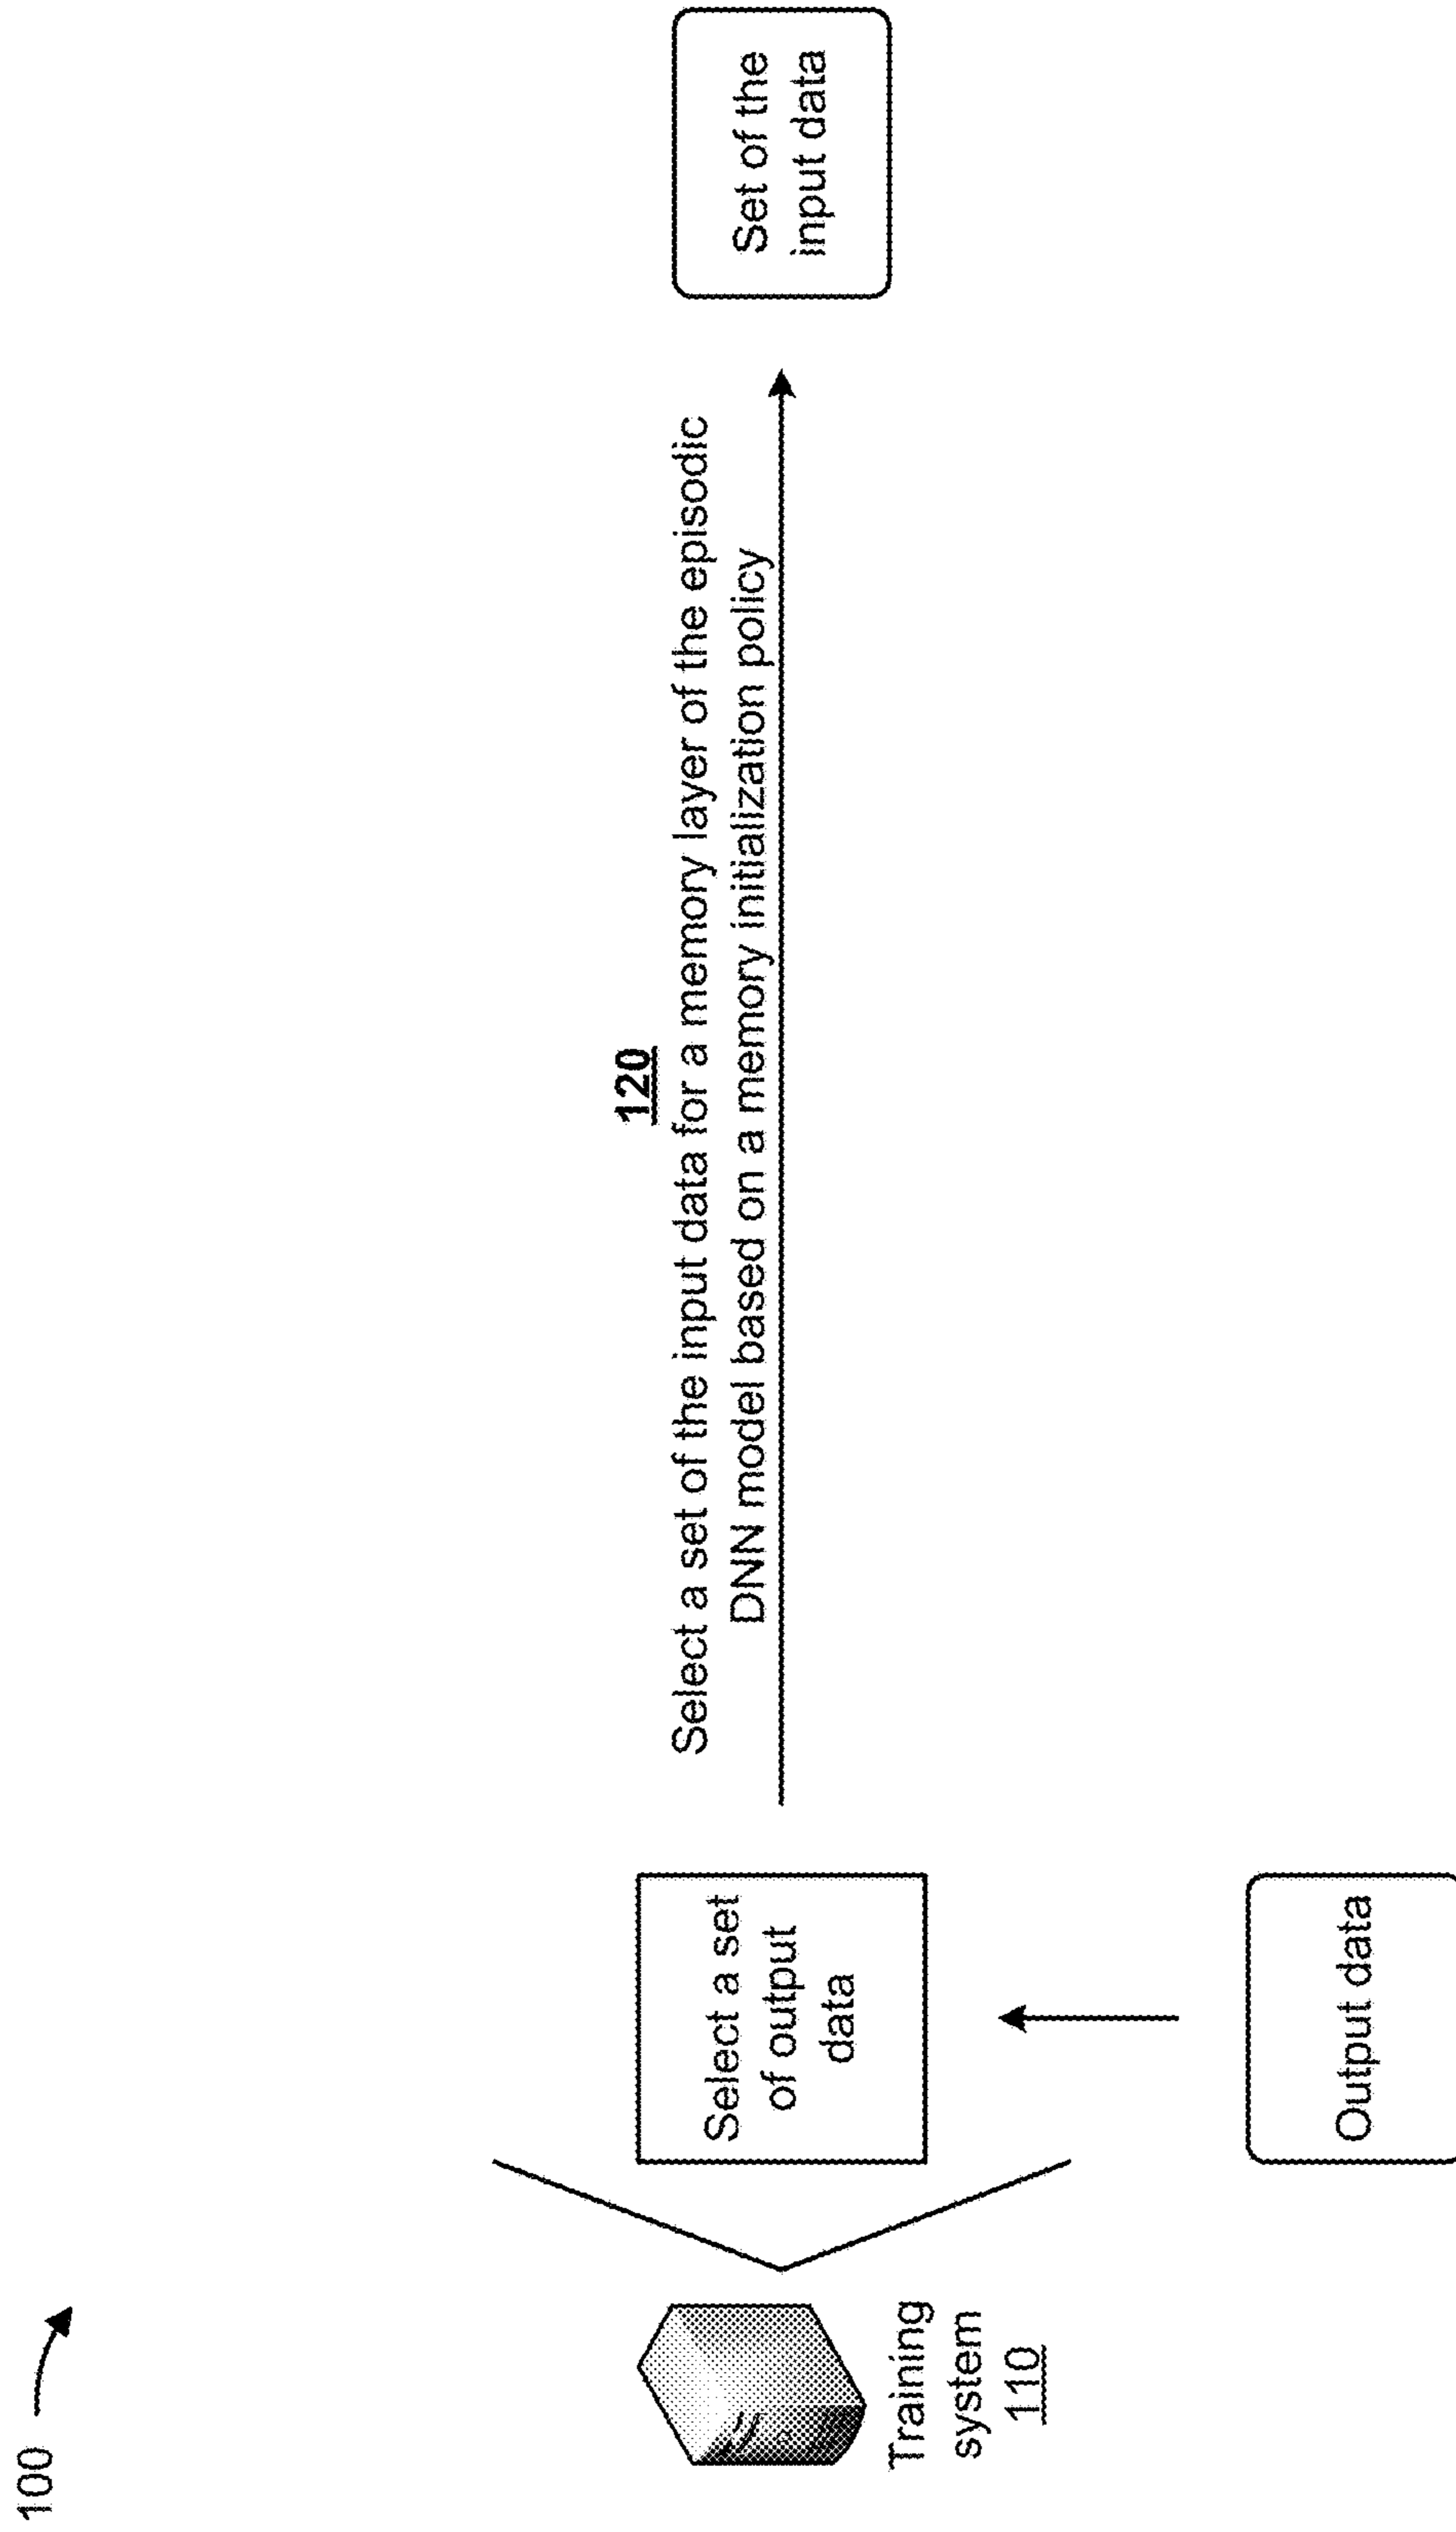 100
120
Select a set of the input data for a memory layer of the episodic
DNN model based on a memory initialization policy
Training
system
110
Select a set
of output
data
Set of the
input data
Output data